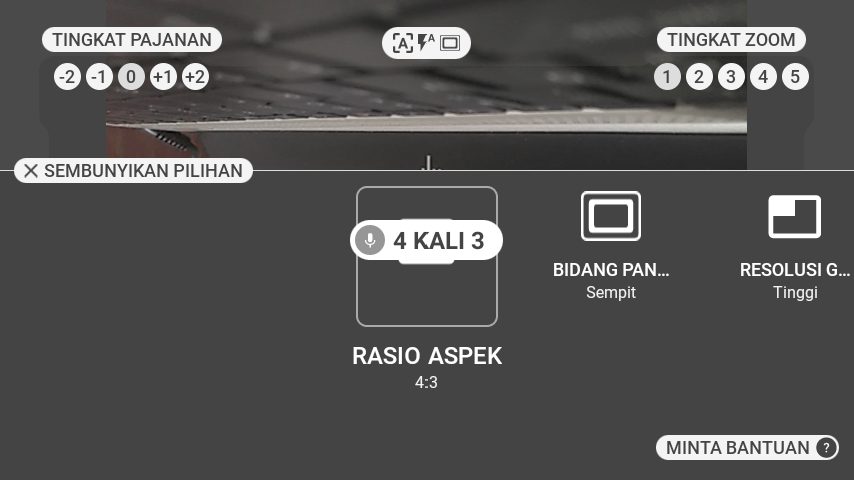 TINGKAT PAJANAN
A
A
TINGKAT ZOOM
-2 -1 0 +1 +2
1 2 3 4 5
SEMBUNYIKAN PILIHAN
4 KALI 3
BIDANG PAN...
Sempit
RESOLUSI G...
Tinggi
RASIO ASPEK
4:3
MINTA BANTUAN ?